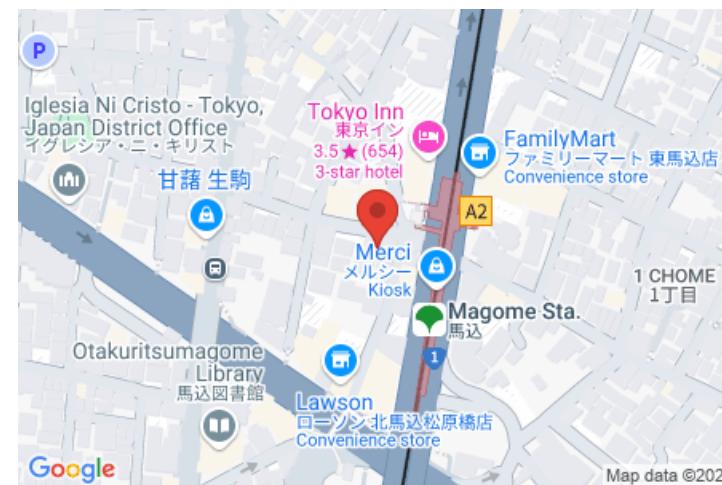 P
Iglesia Ni Cristo - Tokyo,
Japan District Office
イグレシア・ニ・キリスト
Tokyo Inn
東京イン
3.5★(654)
3-star hotel
FamilyMart
ファミリーマート 東馬込店
Convenience store
甘藷 生駒
A2
Merci
メルシー
Kiosk
1 CHOME
1丁目
Magome Sta.
馬込
1
Otakuritsumagome
Library
馬込図書館
Lawson
ローソン 北馬込松原橋店
Convenience store
Google
Map data ©202